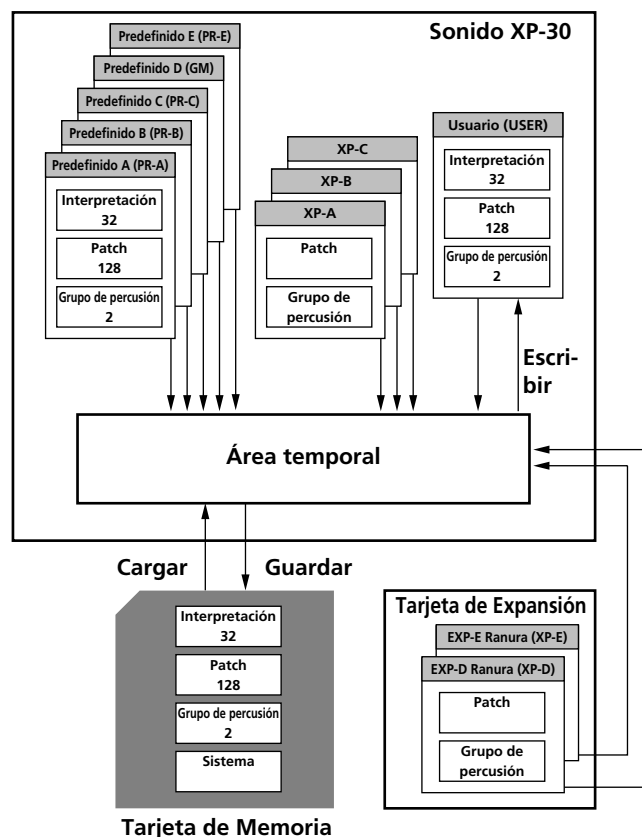 Sonido XP-30
Predefinido E (PR-E)
Predefinido D (GM)
Predefinido C (PR-C)
Predefinido B (PR-B)
Predefinido A (PR-A)
Interpretación
32
Patch
128
Grupo de percusión
2
XP-C
XP-B
XP-A
Patch
Grupo de
percusión
Usuario (USER)
Interpretación
32
Patch
128
Grupo de percusión
2
Escri-
bir
Área temporal
Cargar
Guardar
Interpretación
32
Patch
128
Grupo de percusión
2
Sistema
Tarjeta de Memoria
Tarjeta de Expansión
EXP-E Ranura (XP-E)
EXP-D Ranura (XP-D)
Patch
Grupo de
percusión